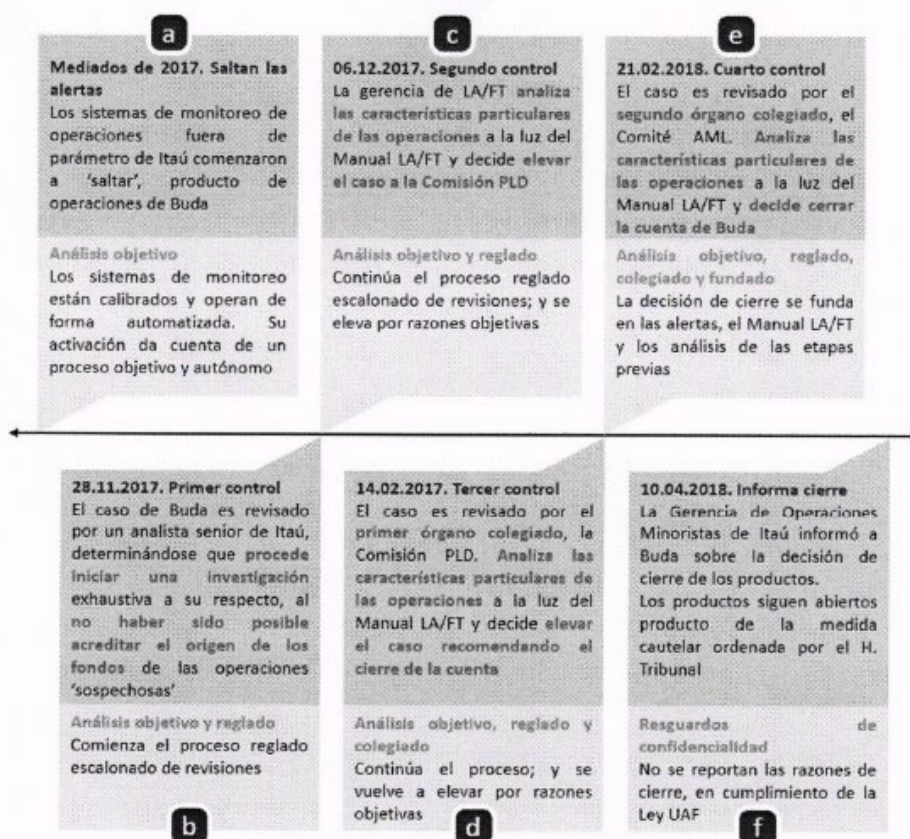 a
Mediados de 2017. Saltan las
alertas
Los sistemas de monitoreo de
operaciones fuera de
parámetro de Itaú comenzaron
a ‘saltar’, producto de
operaciones de Buda
Análisis objetivo
Los sistemas de monitoreo
están calibrados y operan de
forma automatizada. Su
activación da cuenta de un
proceso objetivo y autónomo
b
28.11.2017. Primer control
El caso de Buda es revisado
por un analista senior de Itaú,
determinándose que procede
iniciar una investigación
exhaustiva a su respecto, al
no haber sido posible
acreditar el origen de los
fondos de las operaciones
‘sospechosas’
Análisis objetivo y reglado
Comienza el proceso reglado
escalonado de revisiones
c
06.12.2017. Segundo control
La gerencia de LA/FT analiza
las características particulares
de las operaciones a la luz del
Manual LA/FT y decide elevar
el caso a la Comisión PLD
Análisis objetivo y reglado
Continúa el proceso reglado
escalonado de revisiones; y se
eleva por razones objetivas
d
14.02.2017. Tercer control
El caso es revisado por el
primer órgano colegiado, la
Comisión PLD. Analiza las
características particulares de
las operaciones a la luz del
Manual LA/FT y decide elevar
el caso recomendando el
cierre de la cuenta
Análisis objetivo, reglado y
colegiado
Continúa el proceso; y se
vuelve a elevar por razones
objetivas
e
21.02.2018. Cuarto control
El caso es revisado por el
segundo órgano colegiado, el
Comité AML. Analiza las
características particulares de
las operaciones a la luz del
Manual LA/FT y decide cerrar
la cuenta de Buda
Análisis objetivo, reglado,
colegiado y fundado
La decisión de cierre se funda
en las alertas, el Manual LA/FT
y los análisis de las etapas
previas
f
10.04.2018. Informa cierre
La Gerencia de Operaciones
Minoristas de Itaú informó a
Buda sobre la decisión de
cierre de los productos.
Los productos siguen abiertos
producto de la medida
cautelar ordenada por el H.
Tribunal
Resguardos de
confidencialidad
No se reportan las razones de
cierre, en cumplimiento de la
Ley UAF